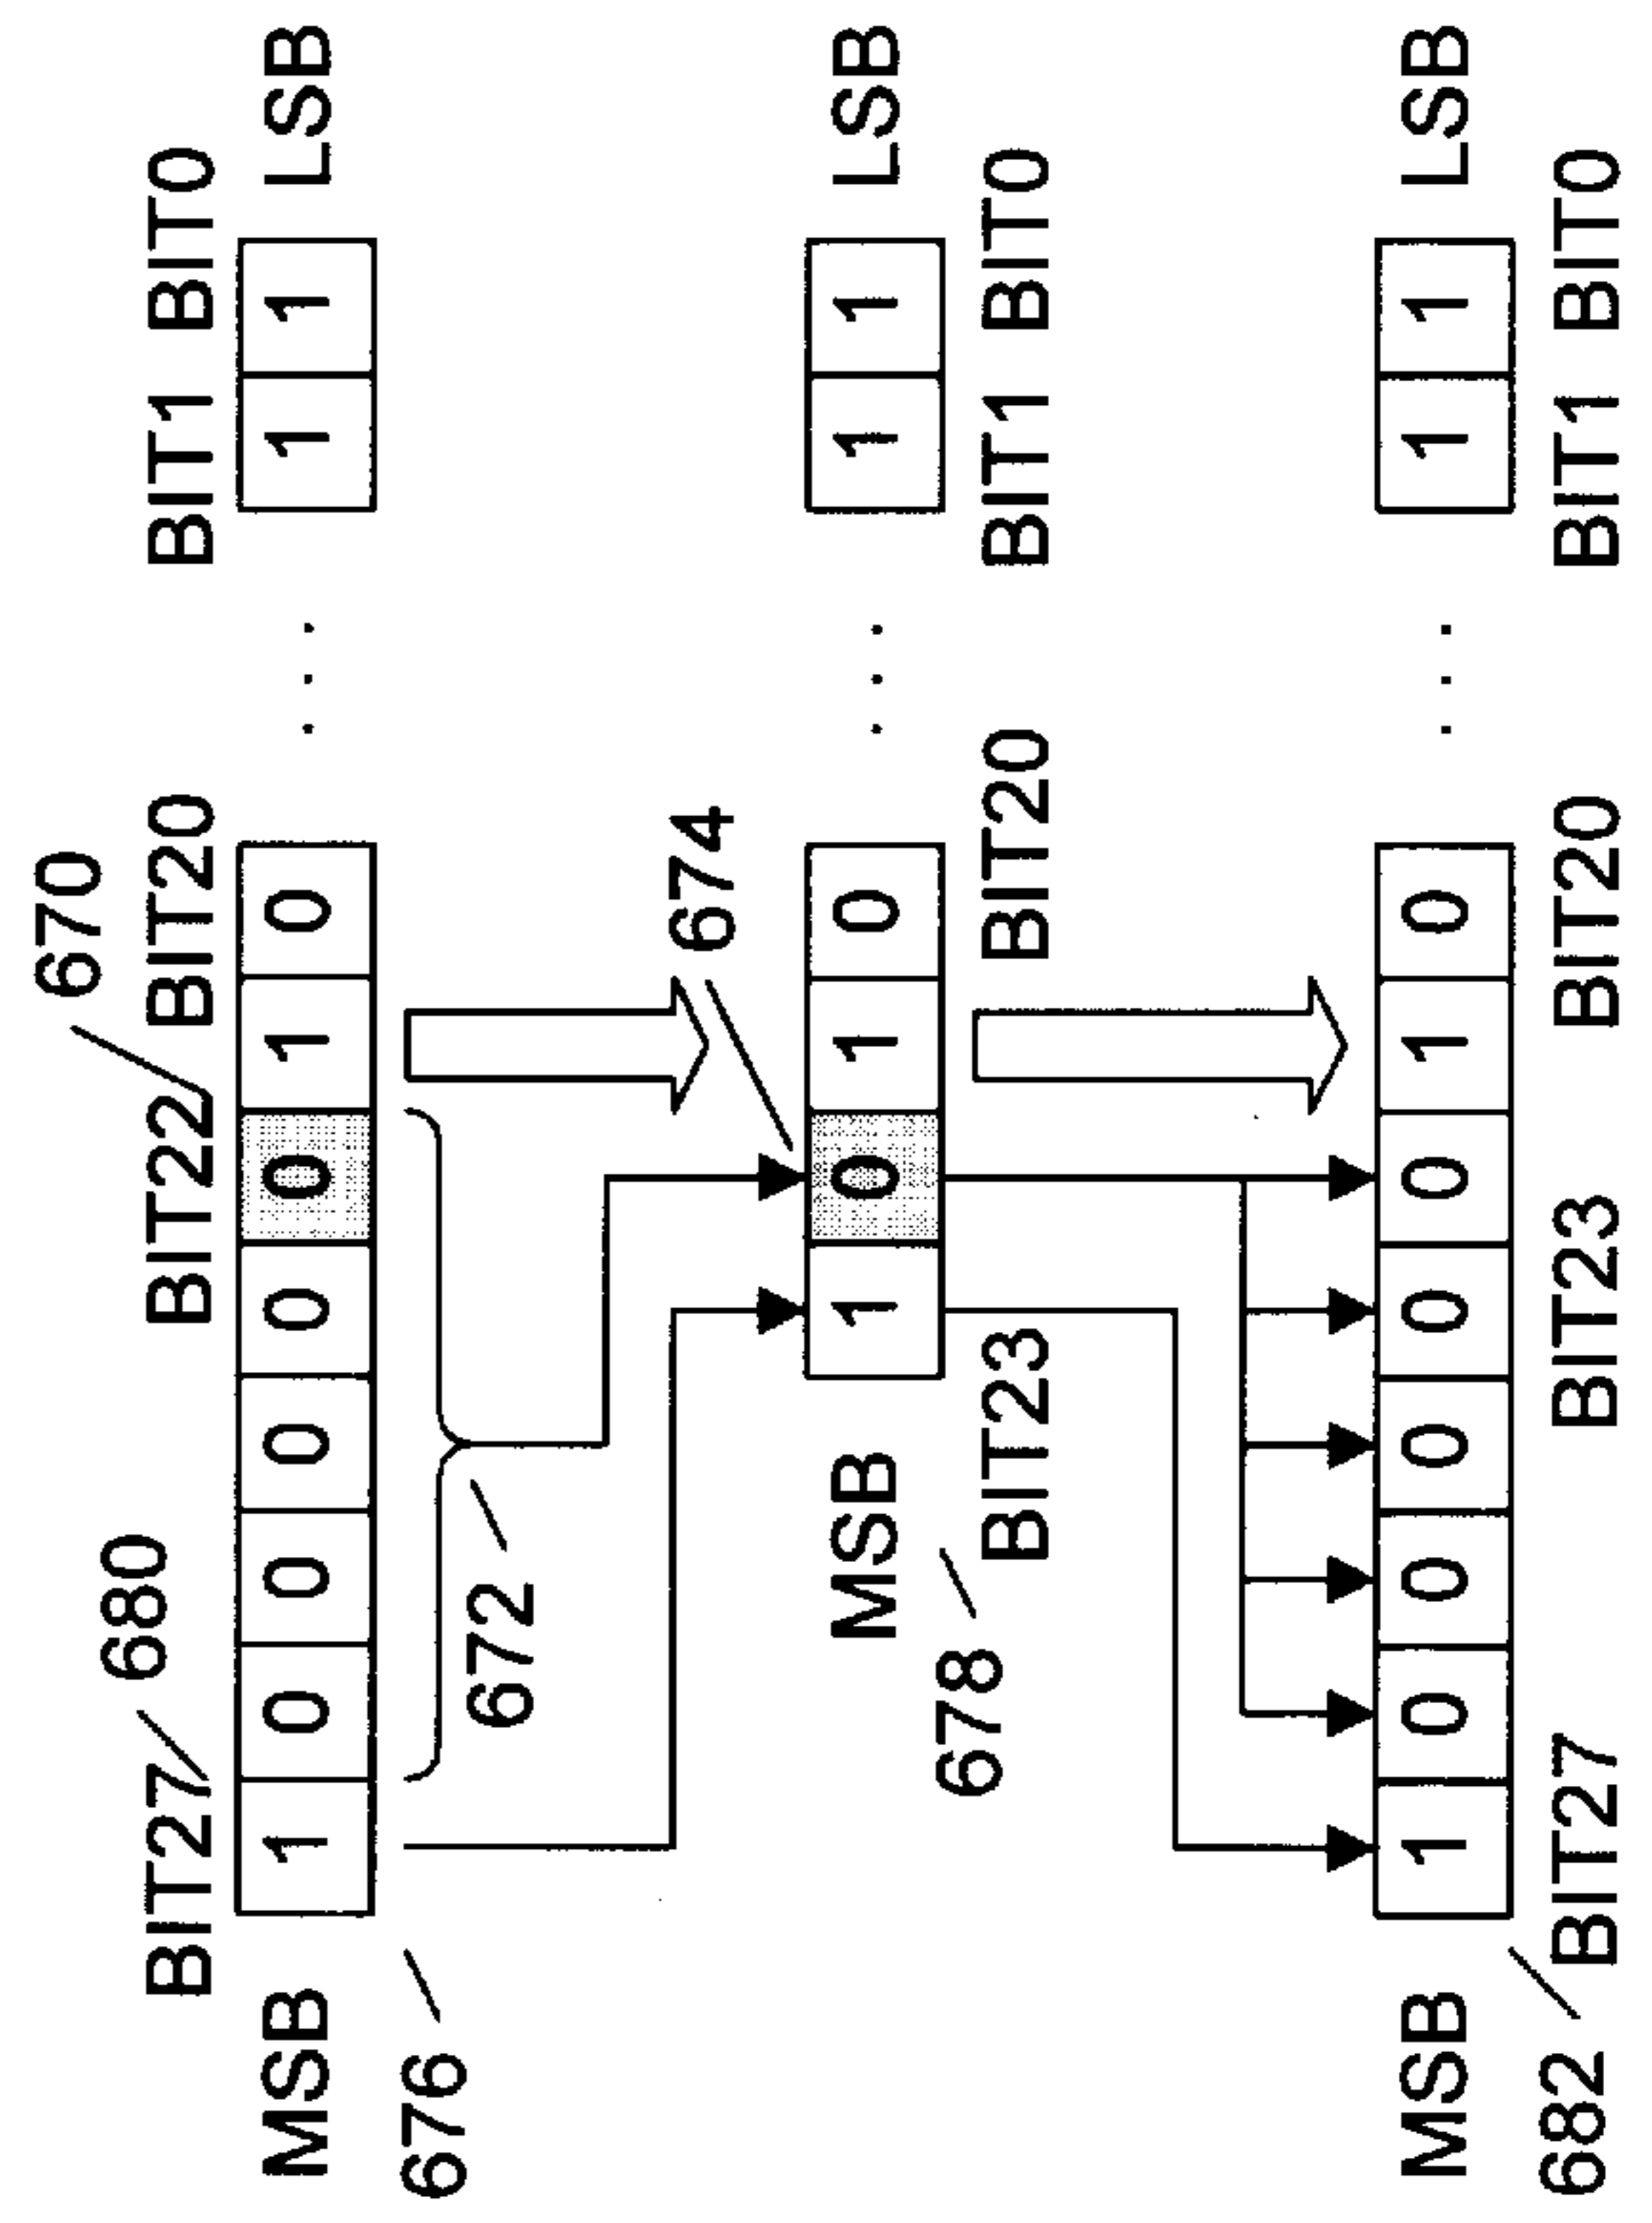 670
680
BIT27 BIT22 BIT20 BIT1 BIT0
MSB 1 0 0 0 0 0 1 0 ... 1 1 LSB
676
672
674
MSB 1 0 1 0 ... 1 1 LSB
678
BIT23 BIT20 BIT1 BIT0
MSB 1 0 0 0 0 0 1 0 ... 1 1 LSB
682 BIT27 BIT23 BIT20 BIT1 BIT0